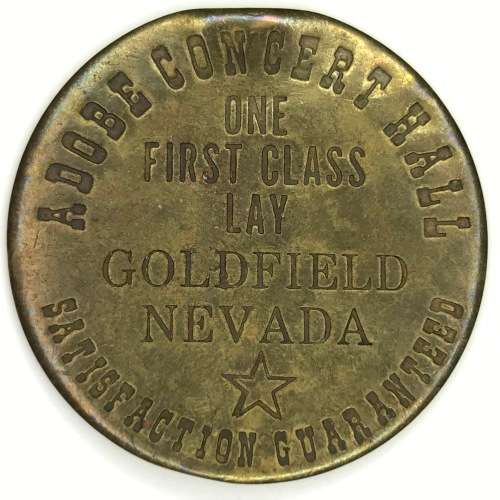 ADOBE CONCERT HALL
ONE
FIRST CLASS
LAY
GOLDFIELD
NEVADA
SATISFACTION GUARANTEED